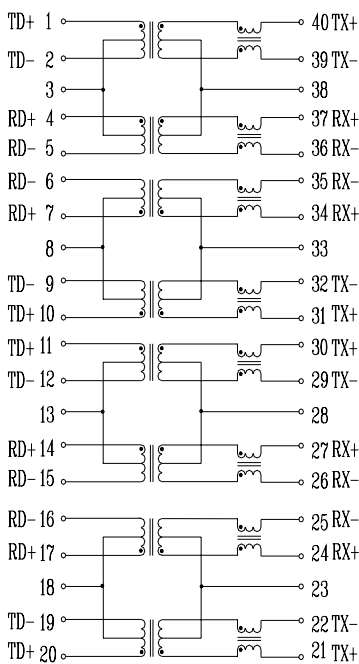 TD+ 1 40 TX+
TD- 2 39 TX-
3 38
RD+ 4 37 RX+
RD- 5 36 RX-
RD- 6 35 RX-
RD+ 7 34 RX+
8 33
TD- 9 32 TX-
TD+ 10 31 TX+
TD+ 11 30 TX+
TD- 12 29 TX-
13 28
RD+ 14 27 RX+
RD- 15 26 RX-
RD- 16 25 RX-
RD+ 17 24 RX+
18 23
TD- 19 22 TX-
TD+ 20 21 TX+